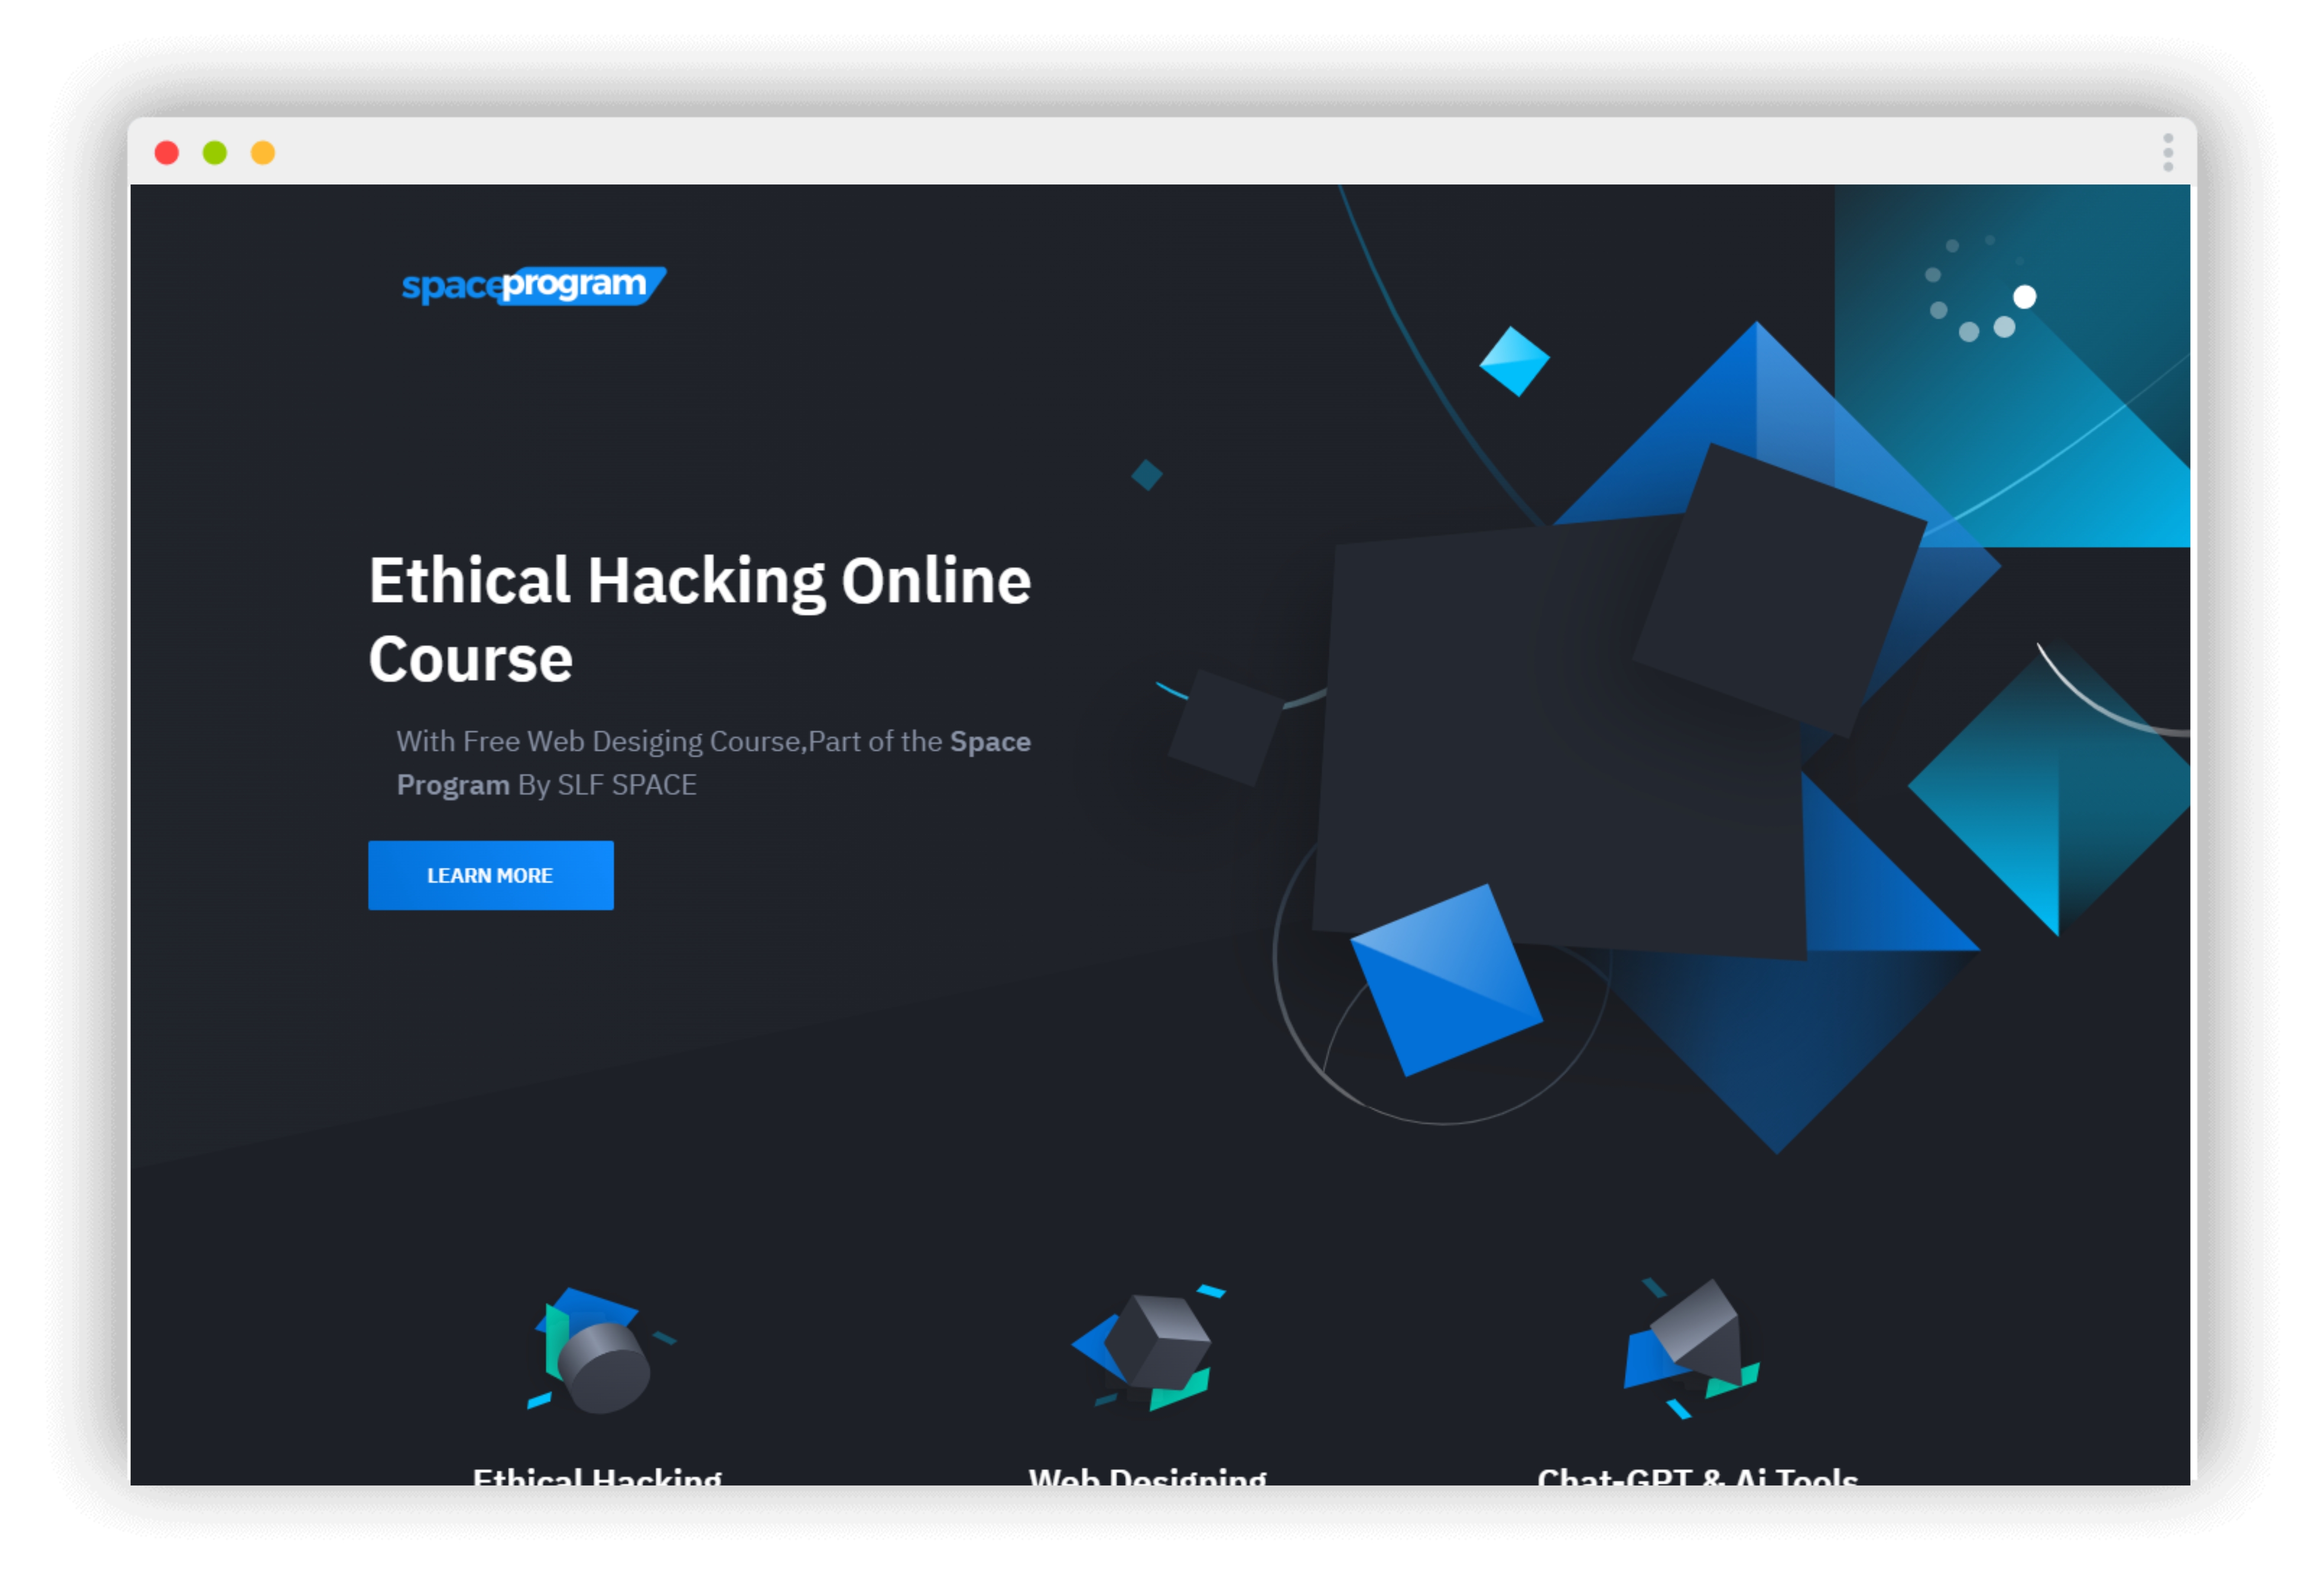 spaceprogram
Ethical Hacking Online
Course
With Free Web Desiging Course,Part of the Space
Program By SLF SPACE
LEARN MORE
Ethical Hacking
Web Designing
Chat-GPT & Ai Tools